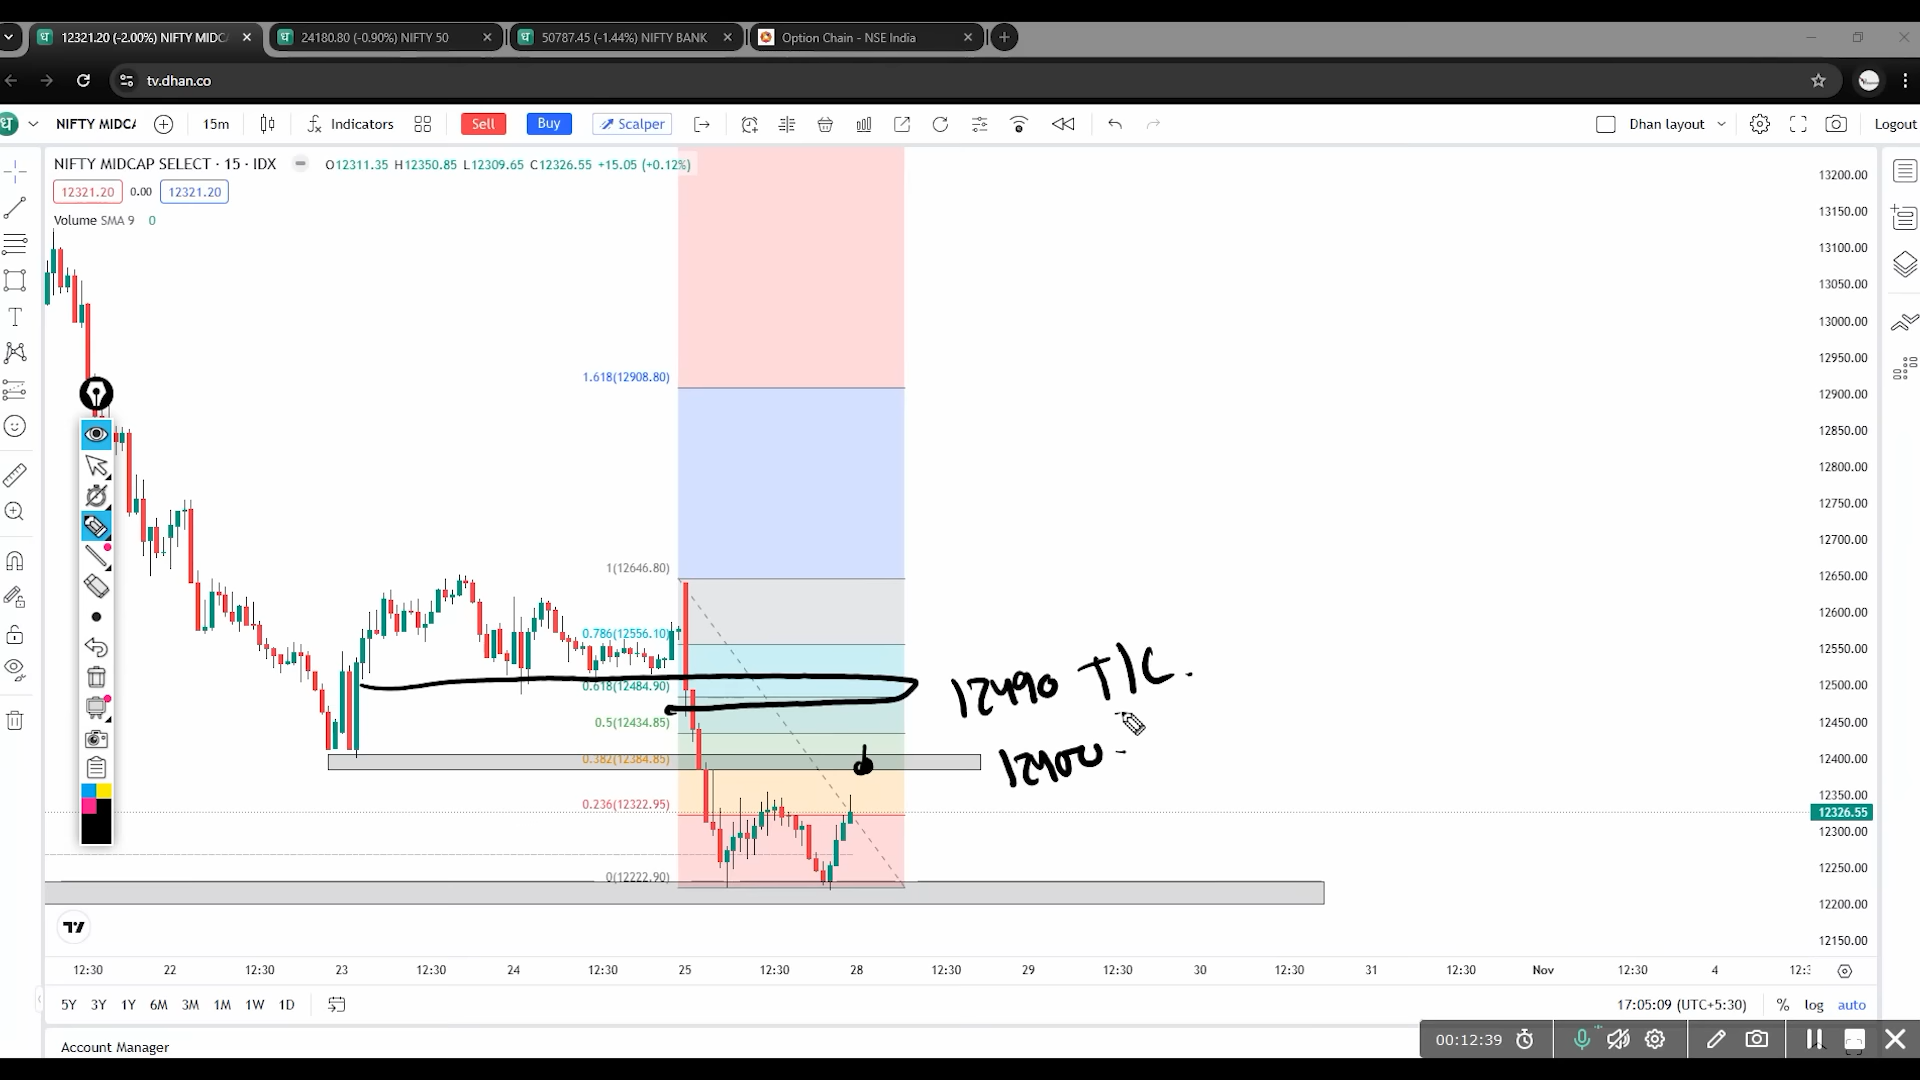 12321.20 (-2.00%) NIFTY MIDC
24180.80 (-0.90%) NIFTY 50
50787.45 (-1.44%) NIFTY BANK
Option Chain - NSE India
tv.dhan.co
ध
NIFTY MIDCA
15m
Indicators
Sell
Buy
Scalper
Dhan layout
Logout
NIFTY MIDCAP SELECT · 15 · IDX
O12311.35 H12350.85 L12309.65 C12326.55 +15.05 (+0.12%)
12321.20
0.00
12321.20
Volume SMA 9 0
1.618(12908.80)
1(12646.80)
0.786(12556.10)
0.618(12484.90)
0.5(12434.85)
0.382(12384.85)
0.236(12322.95)
0(12222.90)
12490 T/C.
12400 -
13200.00
13150.00
13100.00
13050.00
13000.00
12950.00
12900.00
12850.00
12800.00
12750.00
12700.00
12650.00
12600.00
12550.00
12500.00
12450.00
12400.00
12350.00
12326.55
12300.00
12250.00
12200.00
12150.00
12:30 22 12:30 23 12:30 24 12:30 25 12:30 28 12:30 29 12:30 30 12:30 31 12:30 Nov 12:30 4 12:3
5Y 3Y 1Y 6M 3M 1M 1W 1D
17:05:09 (UTC+5:30) % log auto
Account Manager
00:12:39